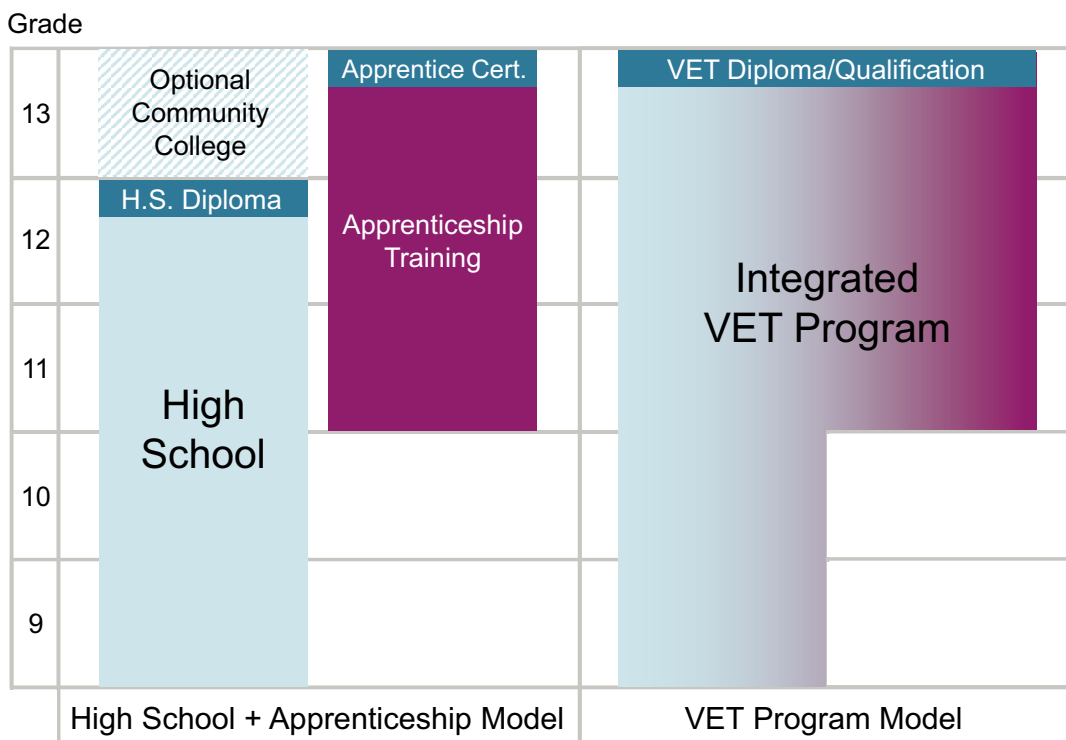 Grade
13
12
11
10
9
Optional
Community
College
H.S. Diploma
High
School
Apprentice Cert.
Apprenticeship
Training
VET Diploma/Qualification
Integrated
VET Program
High School + Apprenticeship Model
VET Program Model